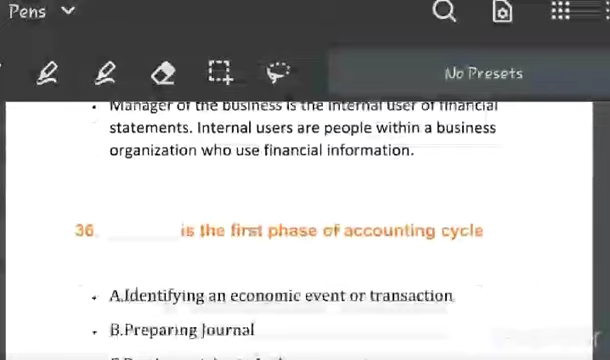 Pens
No Presets
• Manager of the business is the internal user of financial
statements. Internal users are people within a business
organization who use financial information.
36 ______ is the first phase of accounting cycle
• A.Identifying an economic event or transaction
• B.Preparing Journal